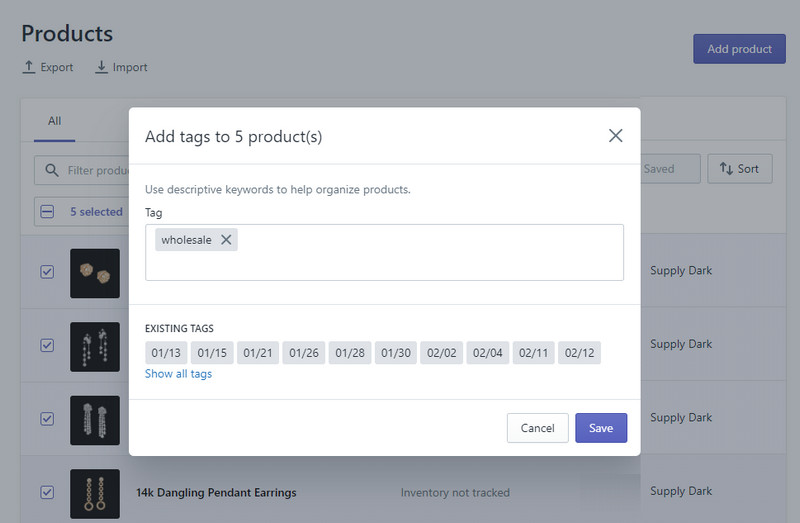 Products
Export Import
Add product
All
Add tags to 5 product(s)
Filter produ
Saved
Sort
Use descriptive keywords to help organize products.
Tag
5 selected
wholesale
Supply Dark
EXISTING TAGS
01/13 01/15 01/21 01/26 01/28 01/30 02/02 02/04 02/11 02/12
Supply Dark
Show all tags
Supply Dark
Cancel
Save
14k Dangling Pendant Earrings
Inventory not tracked
Supply Dark